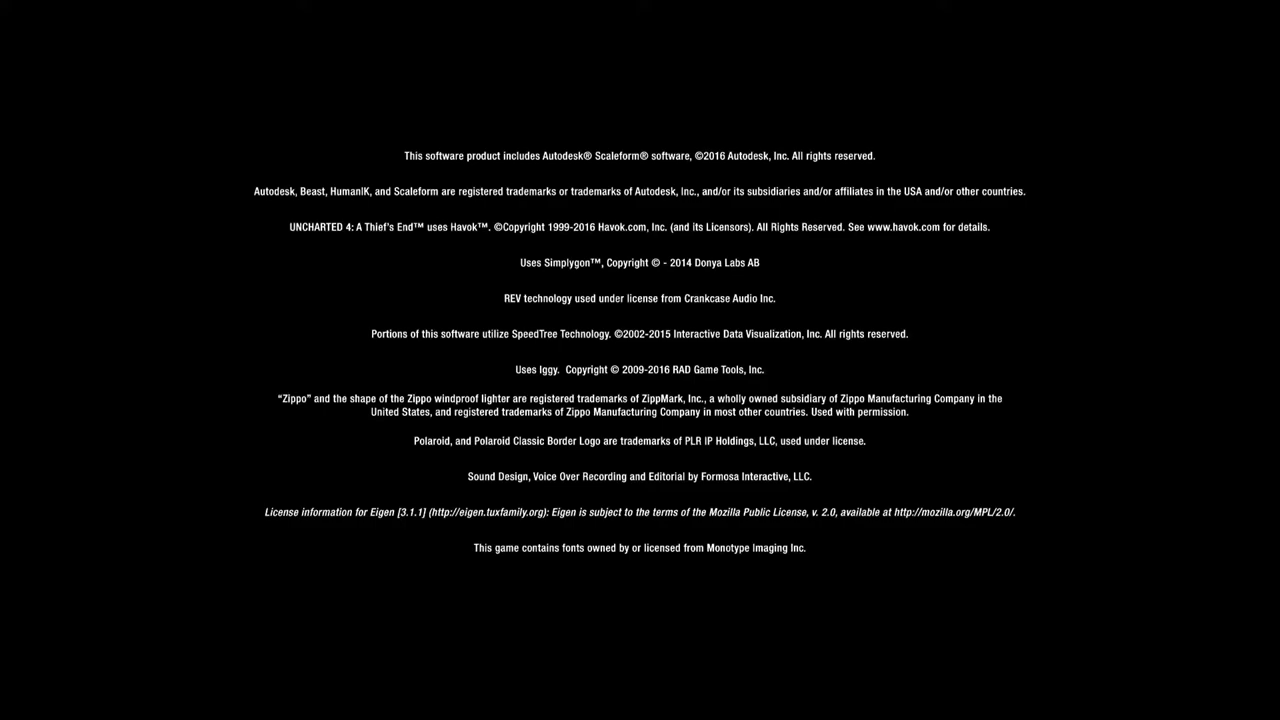 This software product includes Autodesk® Scaleform® software, ©2016 Autodesk, Inc. All rights reserved.
Autodesk, Beast, HumanIK, and Scaleform are registered trademarks or trademarks of Autodesk, Inc., and/or its subsidiaries and/or affiliates in the USA and/or other countries.
UNCHARTED 4: A Thief's End™ uses Havok™. ©Copyright 1999-2016 Havok.com, Inc. (and its Licensors). All Rights Reserved. See www.havok.com for details.
Uses Simplygon™, Copyright © - 2014 Donya Labs AB
REV technology used under license from Crankcase Audio Inc.
Portions of this software utilize SpeedTree Technology. ©2002-2015 Interactive Data Visualization, Inc. All rights reserved.
Uses Iggy.  Copyright © 2009-2016 RAD Game Tools, Inc.
“Zippo” and the shape of the Zippo windproof lighter are registered trademarks of ZippMark, Inc., a wholly owned subsidiary of Zippo Manufacturing Company in the
United States, and registered trademarks of Zippo Manufacturing Company in most other countries. Used with permission.
Polaroid, and Polaroid Classic Border Logo are trademarks of PLR IP Holdings, LLC, used under license.
Sound Design, Voice Over Recording and Editorial by Formosa Interactive, LLC.
License information for Eigen [3.1.1] (http://eigen.tuxfamily.org): Eigen is subject to the terms of the Mozilla Public License, v. 2.0, available at http://mozilla.org/MPL/2.0/.
This game contains fonts owned by or licensed from Monotype Imaging Inc.